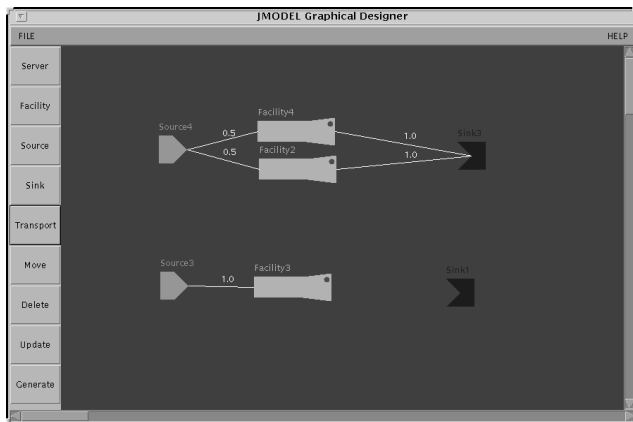 JMODEL Graphical Designer
FILE
HELP
Server
Facility
Source
Sink
Transport
Move
Delete
Update
Generate
Source4
0.5
0.5
Facility4
Facility2
1.0
1.0
Sink3
Source3
1.0
Facility3
Sink1